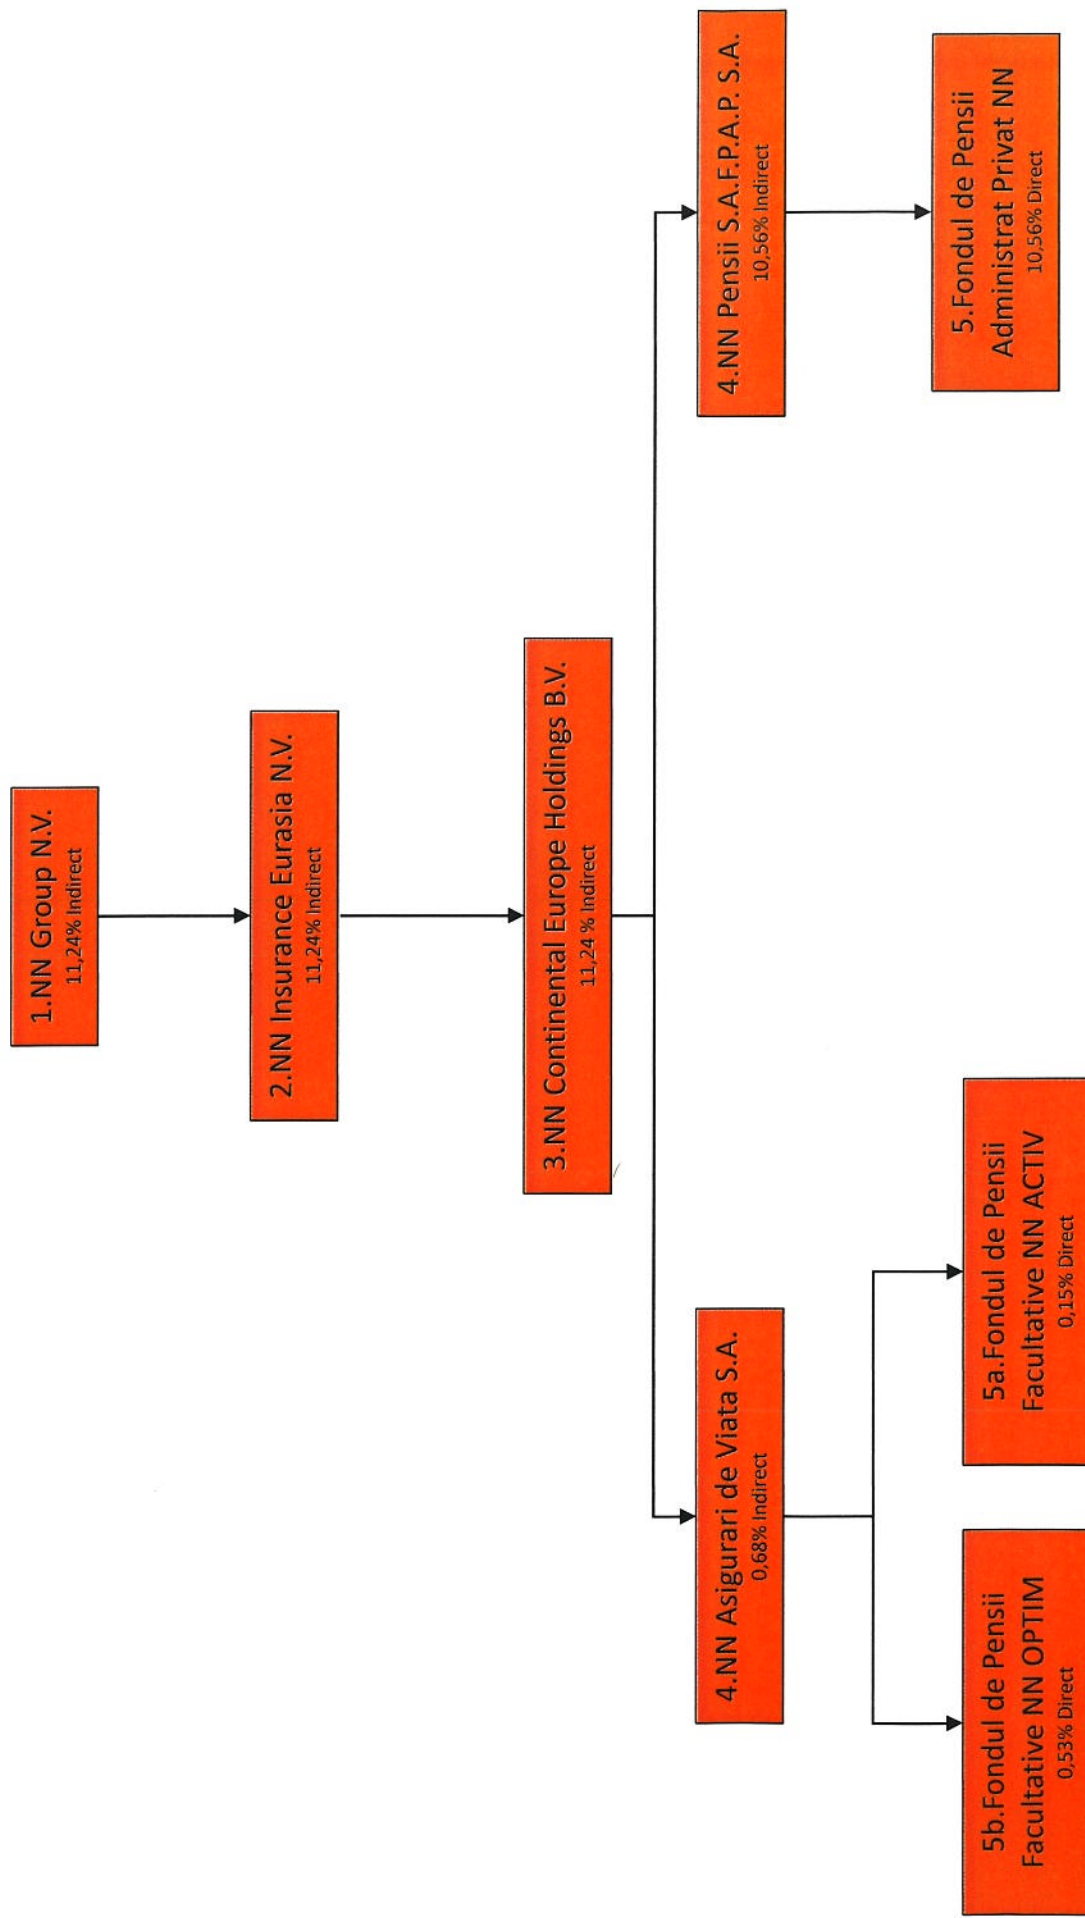 1.NN Group N.V.
11,24% Indirect
2.NN Insurance Eurasia N.V.
11,24% Indirect
3.NN Continental Europe Holdings B.V.
11,24 % Indirect
4.NN Asigurari de Viata S.A.
0,68% Indirect
4.NN Pensii S.A.F.P.A.P. S.A.
10,56% Indirect
5b.Fondul de Pensii
Facultative NN OPTIM
0,53% Direct
5a.Fondul de Pensii
Facultative NN ACTIV
0,15% Direct
5.Fondul de Pensii
Administrat Privat NN
10,56% Direct